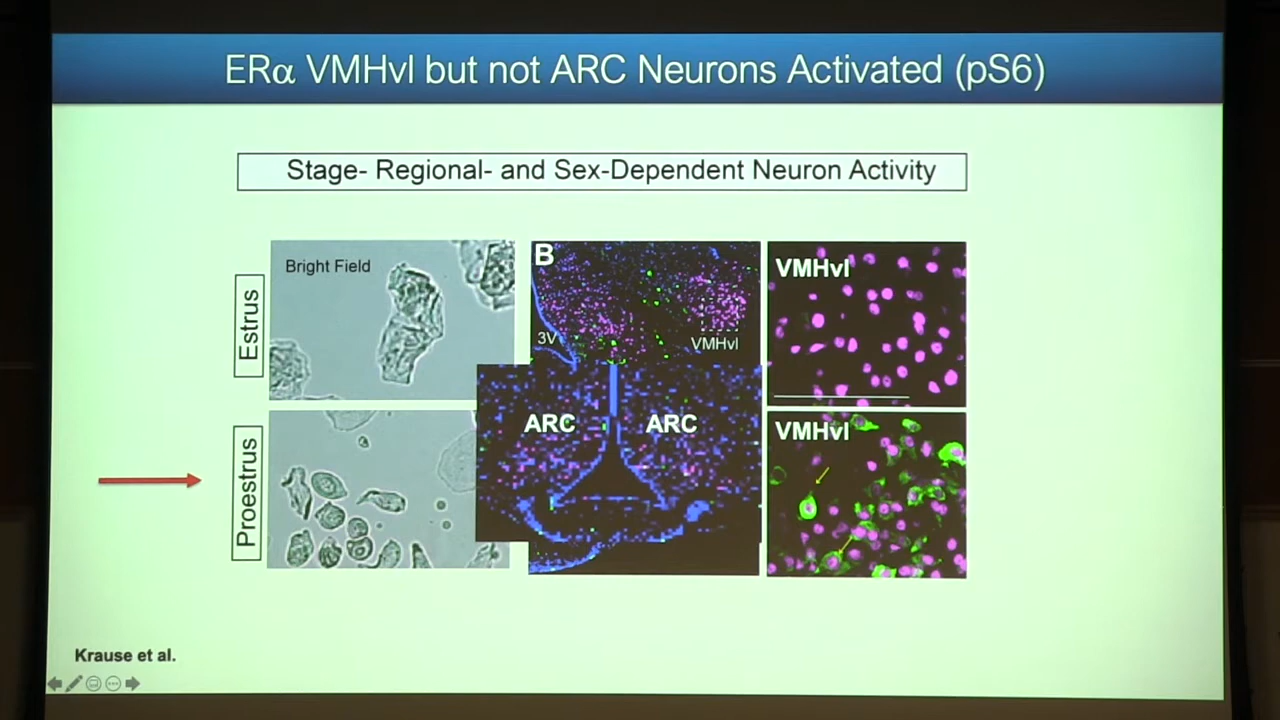 ERα VMHvl but not ARC Neurons Activated (pS6)
Stage- Regional- and Sex-Dependent Neuron Activity
Estrus
Bright Field
B
3V
VMHvl
VMHvl
Proestrus
ARC
ARC
VMHvl
Krause et al.